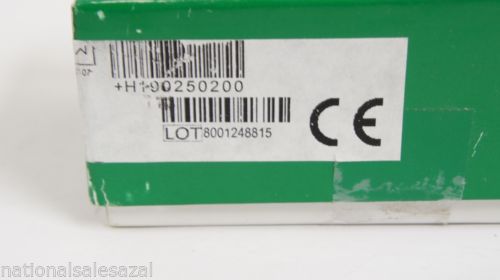 +H190250200
LOT 8001248815
CE
nationalsalesazal